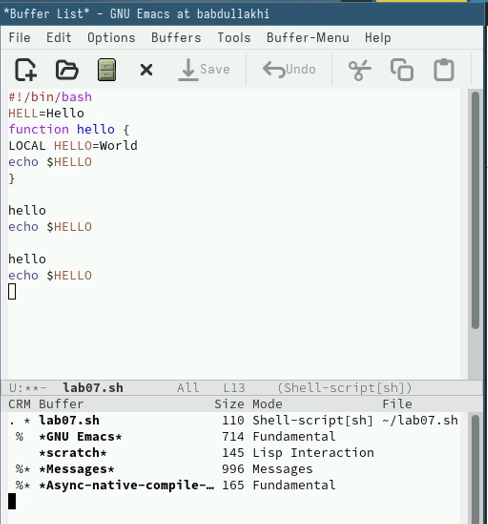 *Buffer List* – GNU Emacs at babdullakhi
File Edit Options Buffers Tools Buffer-Menu Help
Save Undo
#!/bin/bash
HELL=Hello
function hello {
LOCAL HELLO=World
echo $HELLO
}
hello
echo $HELLO
hello
echo $HELLO
U:**- lab07.sh All L13 (Shell-script[sh])
CRM Buffer Size Mode File
. * lab07.sh 110 Shell-script[sh] ~/lab07.sh
% *GNU Emacs* 714 Fundamental
*scratch* 145 Lisp Interaction
%* *Messages* 996 Messages
%* *Async-native-compile-… 165 Fundamental